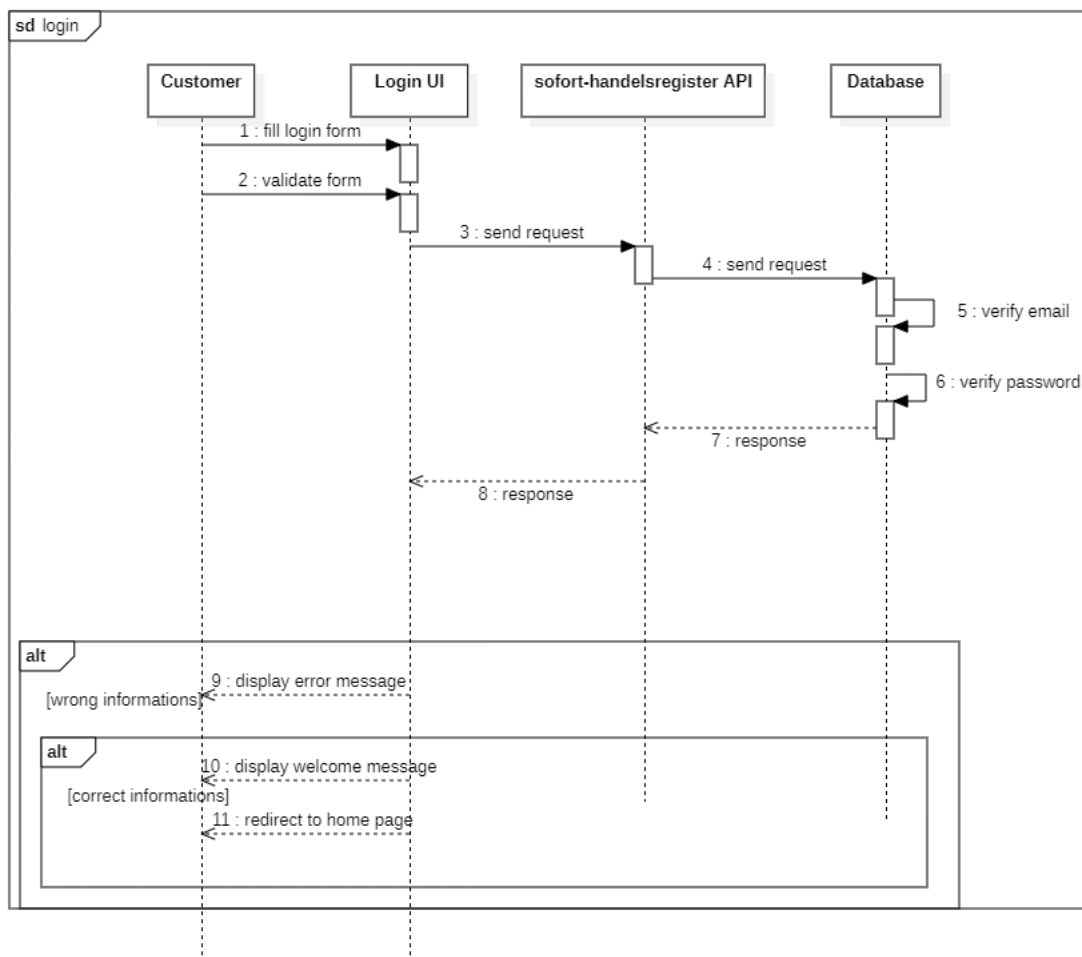 sd login
Customer
Login UI
sofort-handelsregister API
Database
1 : fill login form
2 : validate form
3 : send request
4 : send request
5 : verify email
6 : verify password
7 : response
8 : response
alt
9 : display error message
[wrong informations]
alt
10 : display welcome message
[correct informations]
11 : redirect to home page